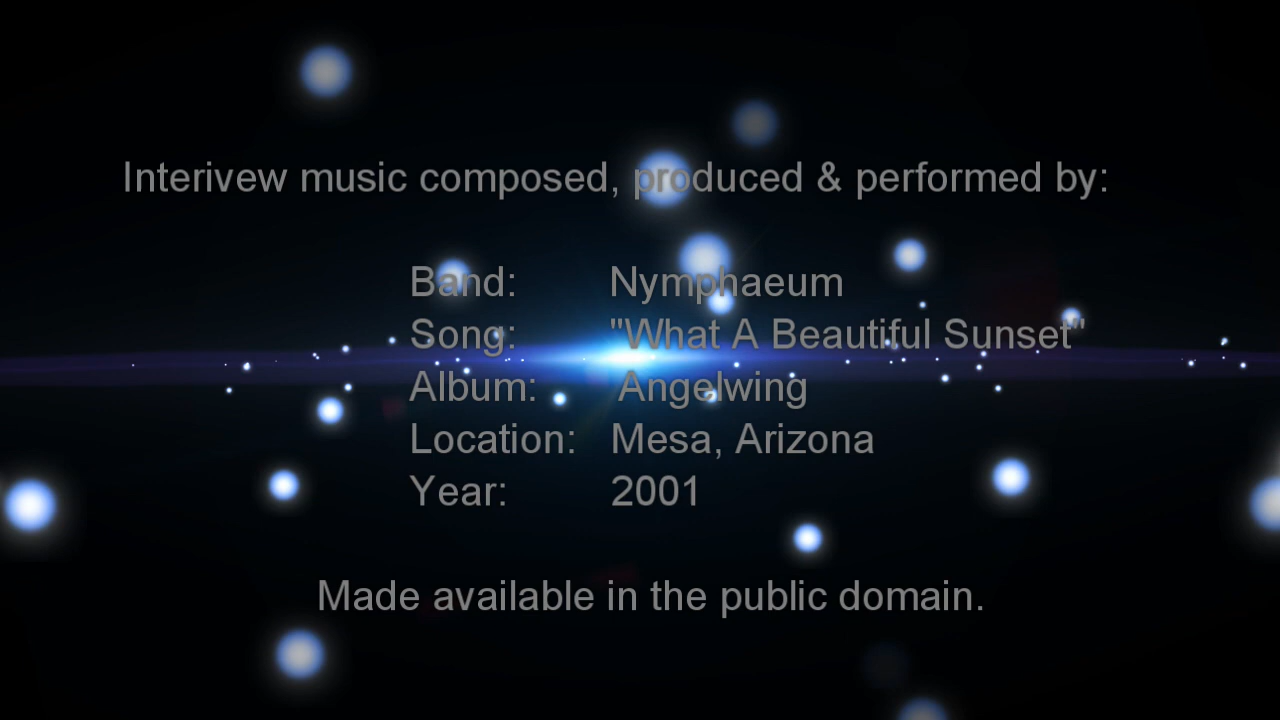 Interivew music composed, produced & performed by:
Band: Nymphaeum
Song: "What A Beautiful Sunset"
Album: Angelwing
Location: Mesa, Arizona
Year: 2001
Made available in the public domain.